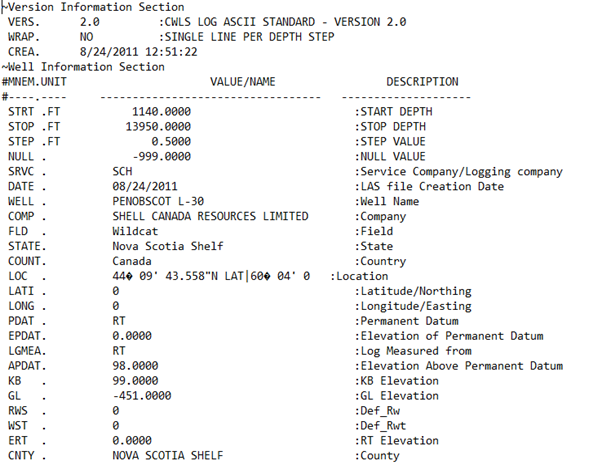 ~Version Information Section
VERS. 2.0 :CWLS LOG ASCII STANDARD - VERSION 2.0
WRAP. NO :SINGLE LINE PER DEPTH STEP
CREA. 8/24/2011 12:51:22
~Well Information Section
#MNEM.UNIT VALUE/NAME DESCRIPTION
#----.---- -------------------------------- -------------------
STRT .FT 1140.0000 :START DEPTH
STOP .FT 13950.0000 :STOP DEPTH
STEP .FT 0.5000 :STEP VALUE
NULL . -999.0000 :NULL VALUE
SRVC . SCH :Service Company/Logging company
DATE . 08/24/2011 :LAS file Creation Date
WELL . PENOBSCOT L-30 :Well Name
COMP . SHELL CANADA RESOURCES LIMITED :Company
FLD . Wildcat :Field
STATE. Nova Scotia Shelf :State
COUNT. Canada :Country
LOC . 44� 09' 43.558"N LAT|60� 04' 0 :Location
LATI . 0 :Latitude/Northing
LONG . 0 :Longitude/Easting
PDAT . RT :Permanent Datum
EPDAT. 0.0000 :Elevation of Permanent Datum
LGMEA. RT :Log Measured from
APDAT. 98.0000 :Elevation Above Permanent Datum
KB . 99.0000 :KB Elevation
GL . -451.0000 :GL Elevation
RWS . 0 :Def_Rw
WST . 0 :Def_Rwt
ERT . 0.0000 :RT Elevation
CNTY . NOVA SCOTIA SHELF :County